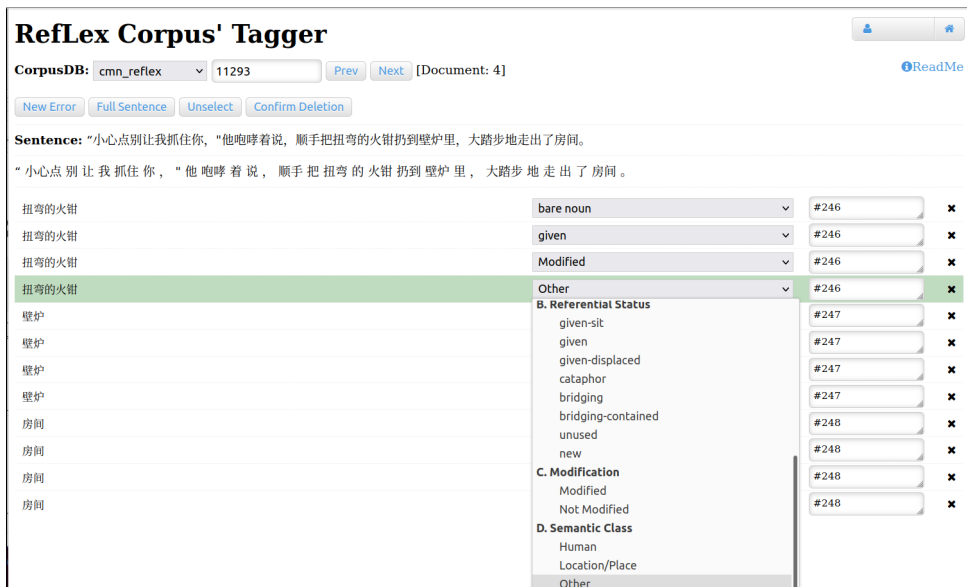 RefLex Corpus' Tagger
CorpusDB: cmn_reflex 11293 Prev Next [Document: 4] ReadMe
New Error Full Sentence Unselect Confirm Deletion
Sentence: “小心点别让我抓住你，"他咆哮着说，顺手把扭弯的火钳扔到壁炉里，大踏步地走出了房间。
“ 小心点 别 让 我 抓住 你 ， " 他 咆哮 着 说 ， 顺手 把 扭弯 的 火钳 扔到 壁炉 里 ， 大踏步 地 走 出 了 房间 。
扭弯的火钳 bare noun #246
扭弯的火钳 given #246
扭弯的火钳 Modified #246
扭弯的火钳 Other #246
B. Referential Status
壁炉 given-sit #247
壁炉 given #247
given-displaced
壁炉 cataphor #247
壁炉 bridging #247
房间 bridging-contained #248
unused
房间 new #248
C. Modification
房间 Modified #248
房间 Not Modified #248
D. Semantic Class
Human
Location/Place
Other